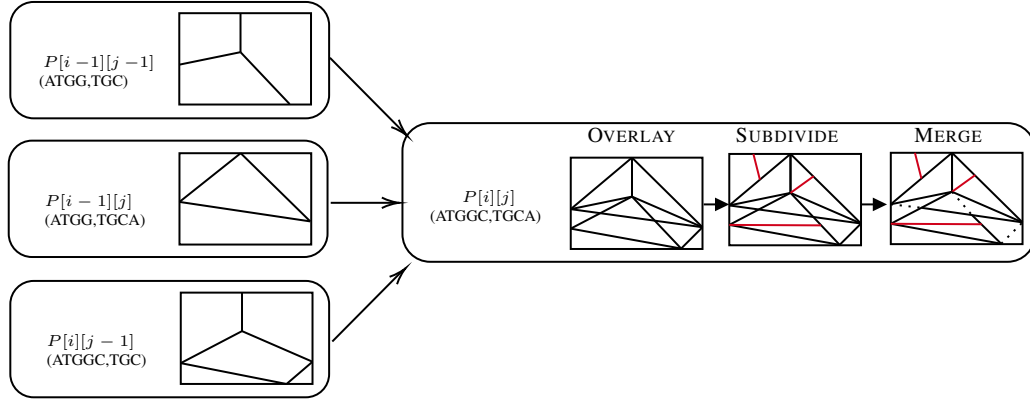 P[i−1][j−1]
(ATGG,TGC)
P[i − 1][j]
(ATGG,TGCA)
P[i][j − 1]
(ATGGC,TGC)
P[i][j]
(ATGGC,TGCA)
OVERLAY
SUBDIVIDE
MERGE